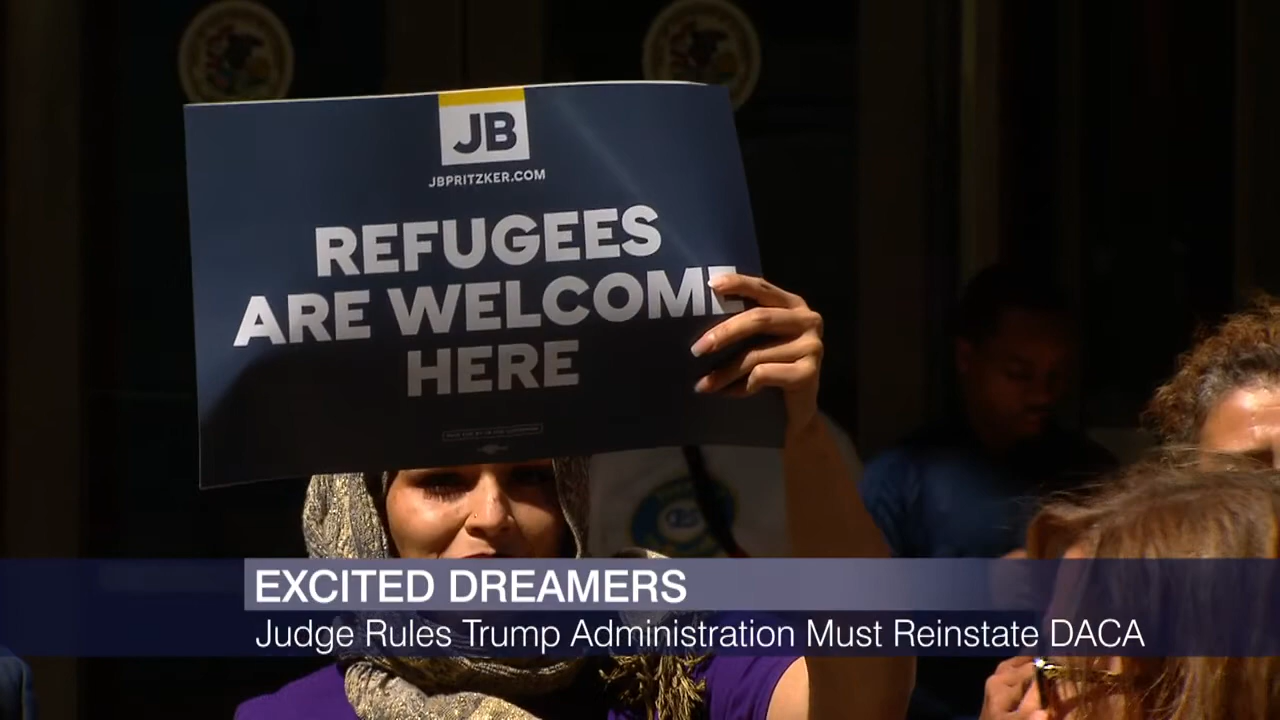 JB
JBPRITZKER.COM
REFUGEES
ARE WELCOME
HERE
EXCITED DREAMERS
Judge Rules Trump Administration Must Reinstate DACA